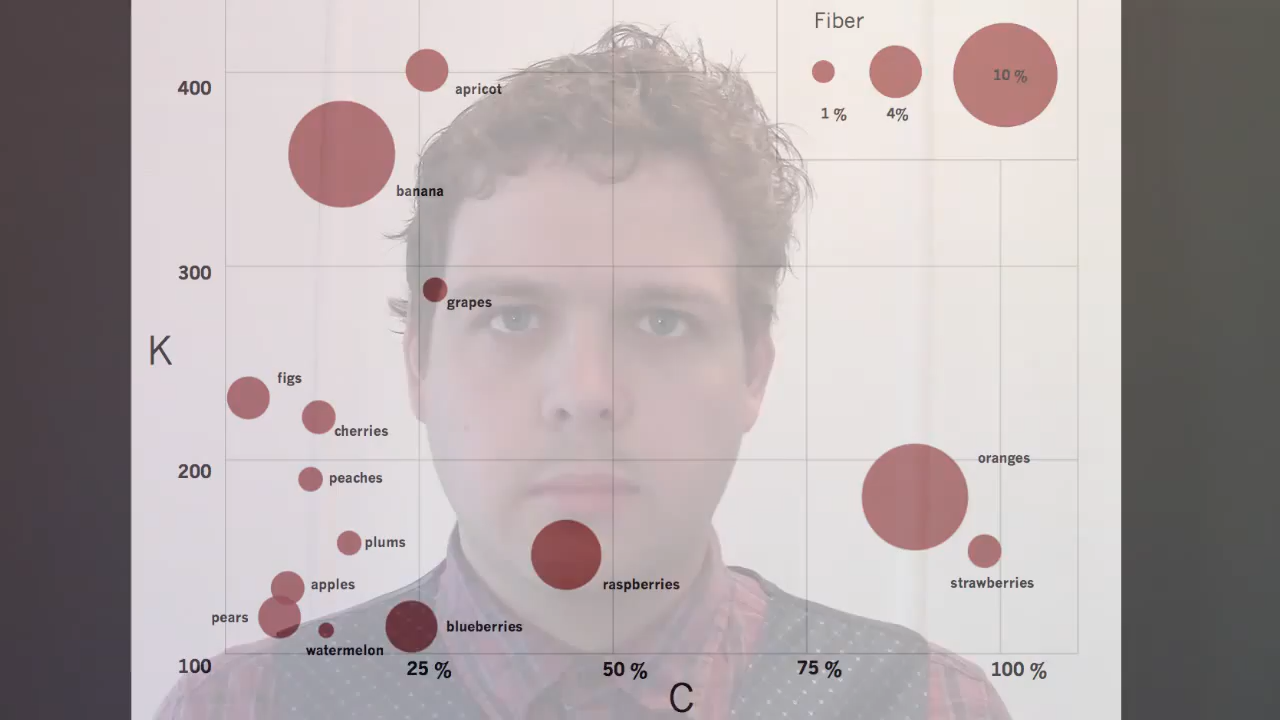 Fiber
1 %
4%
10 %
400
apricot
banana
300
grapes
K
figs
cherries
200
peaches
oranges
plums
strawberries
apples
raspberries
pears
blueberries
watermelon
100
25 %
50 %
75 %
100 %
C